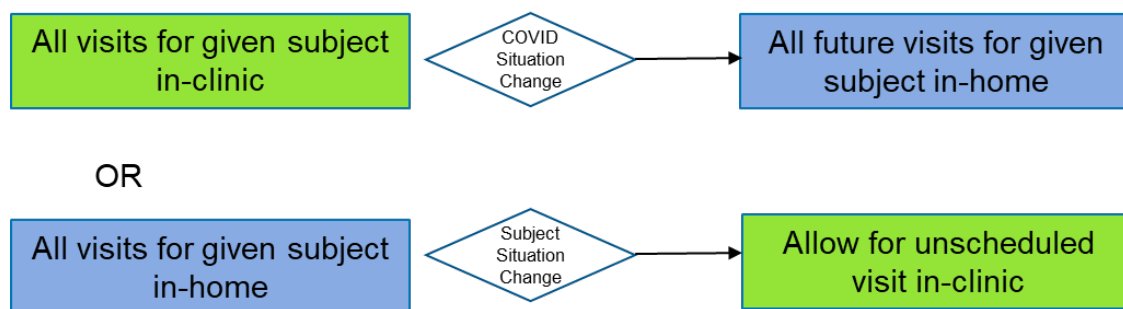 All visits for given subject
in-clinic
COVID
Situation
Change
All future visits for given
subject in-home
OR
All visits for given subject
in-home
Subject
Situation
Change
Allow for unscheduled
visit in-clinic